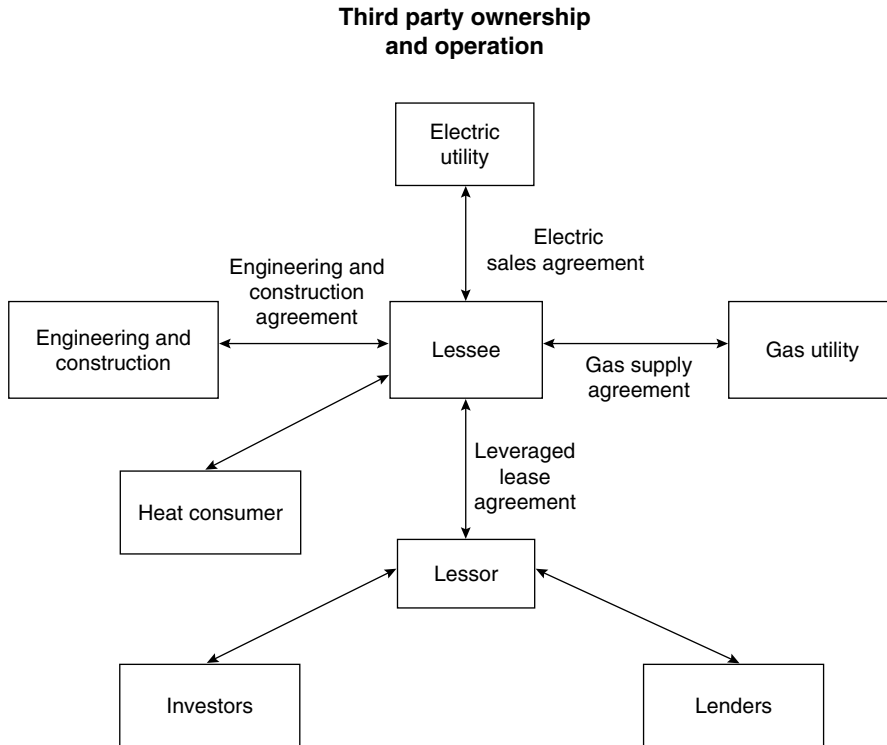 Third party ownership
and operation
Electric
utility
Electric
sales agreement
Engineering and
construction
agreement
Engineering and
construction
Lessee
Gas utility
Gas supply
agreement
Leveraged
lease
agreement
Heat consumer
Lessor
Investors
Lenders